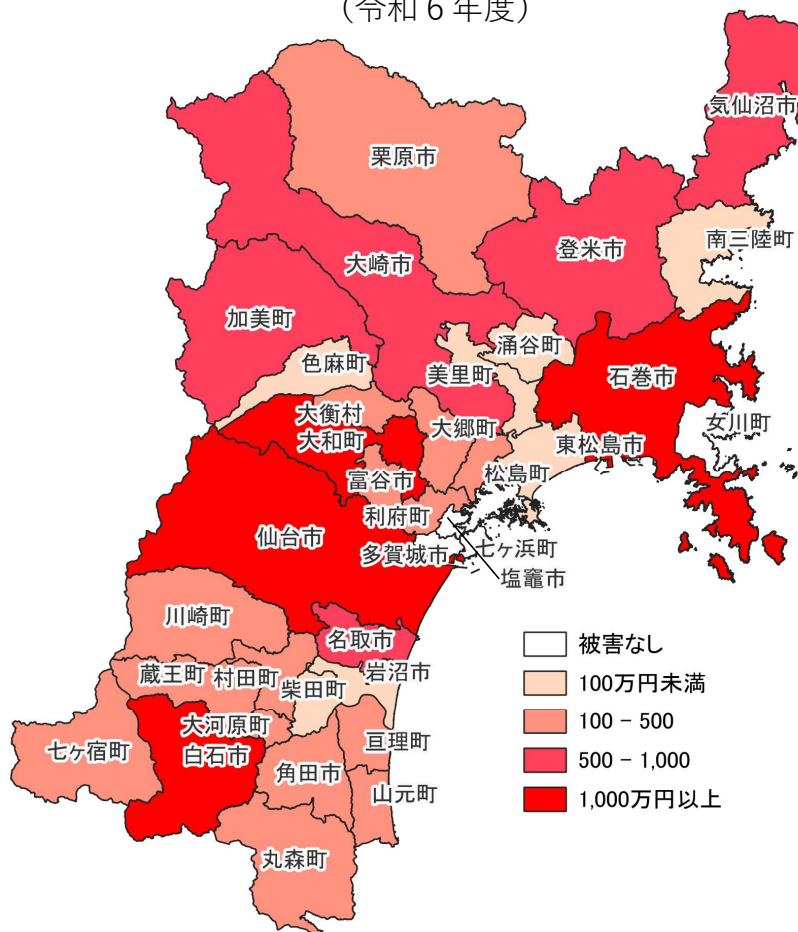 （令和６年度）
気仙沼市
栗原市
南三陸町
登米市
大崎市
加美町
涌谷町
色麻町
美里町
石巻市
大衡村
大郷町
女川町
大和町
東松島市
松島町
富谷市
利府町
仙台市
多賀城市
七ヶ浜町
塩竈市
川崎町
名取市
岩沼市
蔵王町
村田町
柴田町
大河原町
亘理町
七ヶ宿町
白石市
角田市
山元町
丸森町
被害なし
100万円未満
100 − 500
500 − 1,000
1,000万円以上